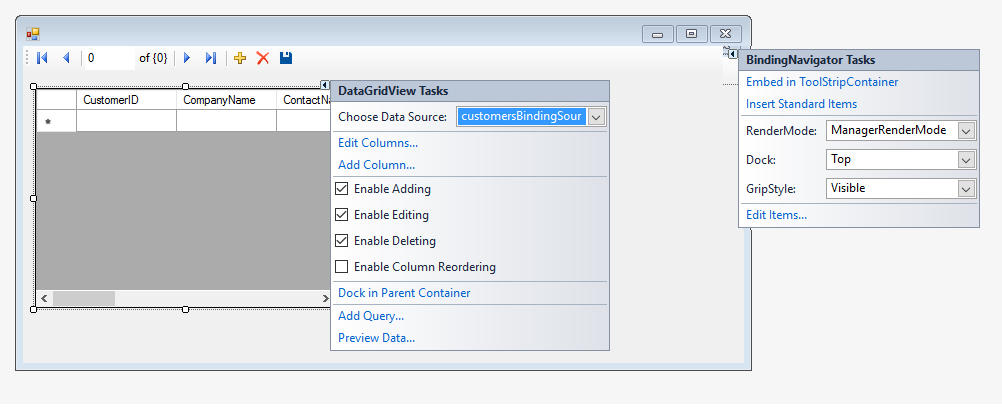 0 of {0}
CustomerID CompanyName ContactNa
DataGridView Tasks
Choose Data Source: customersBindingSour
Edit Columns...
Add Column...
Enable Adding
Enable Editing
Enable Deleting
Enable Column Reordering
Dock in Parent Container
Add Query...
Preview Data...
BindingNavigator Tasks
Embed in ToolStripContainer
Insert Standard Items
RenderMode: ManagerRenderMode
Dock: Top
GripStyle: Visible
Edit Items...